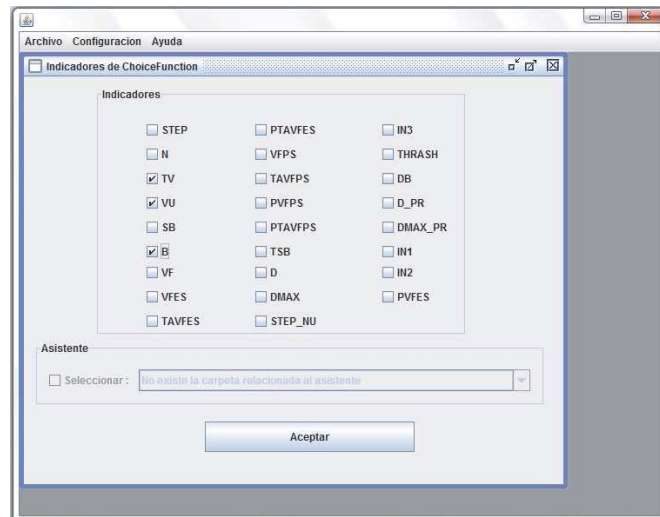 Archivo Configuracion Ayuda
Indicadores de ChoiceFunction
Indicadores
STEP PTAVFES IN3
N VFPS THRASH
TV TAVFPS DB
VU PVFPS D_PR
SB PTAVFPS DMAX_PR
B TSB IN1
VF D IN2
VFES DMAX PVFES
TAVFES STEP_NU
Asistente
Seleccionar : No existe la carpeta relacionada al asistente
Aceptar